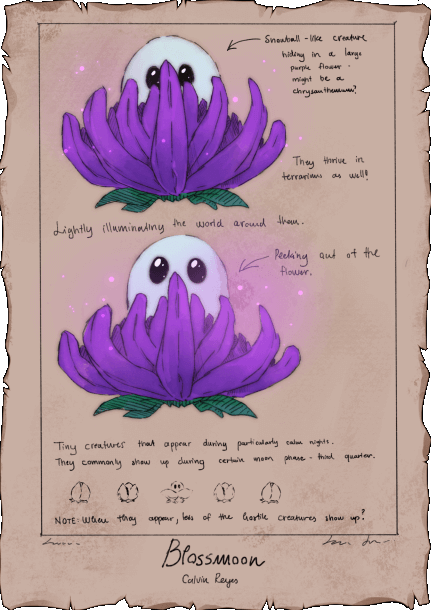 Snowball-like creature
hiding in a large
purple flower -
might be a
chrysanthemum?
They thrive in
terrariums as well!
Lightly illuminating the world around them.
Peeking out of the
flower.
Tiny creatures that appear during particularly calm nights.
They commonly show up during certain moon phase - third quarter.
NOTE: When they appear, less of the hostile creatures show up?
Blossmoon
Calvin Reyes